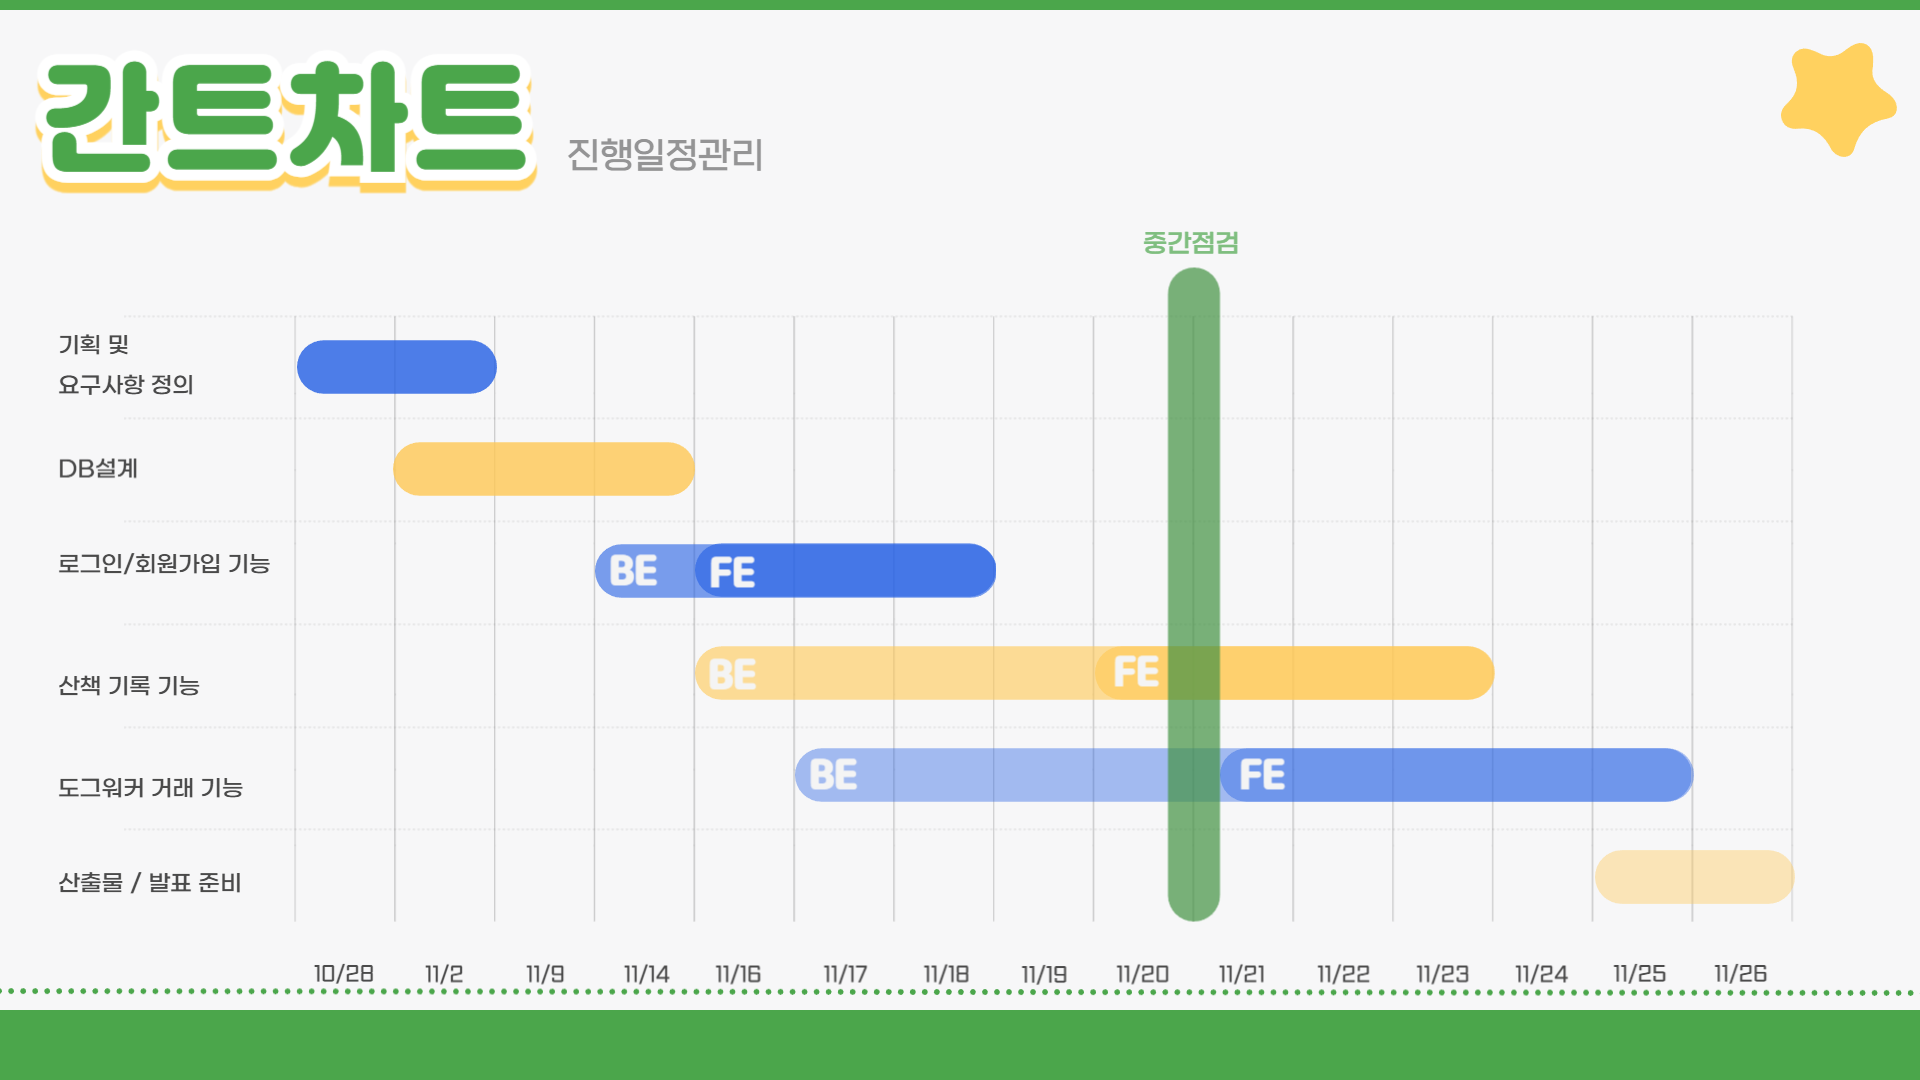 간트차트
진행일정관리
중간점검
기획 및
요구사항 정의
DB설계
로그인/회원가입 기능
BE
FE
산책 기록 기능
BE
FE
도그워커 거래 기능
BE
FE
산출물 / 발표 준비
10/28 11/2 11/9 11/14 11/16 11/17 11/18 11/19 11/20 11/21 11/22 11/23 11/24 11/25 11/26